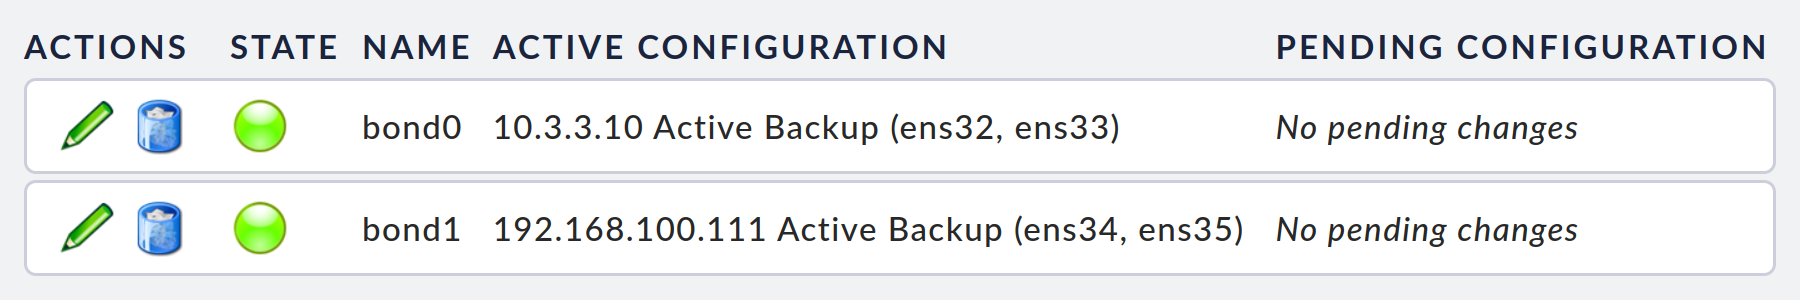 ACTIONS STATE NAME ACTIVE CONFIGURATION PENDING CONFIGURATION
bond0 10.3.3.10 Active Backup (ens32, ens33) No pending changes
bond1 192.168.100.111 Active Backup (ens34, ens35) No pending changes